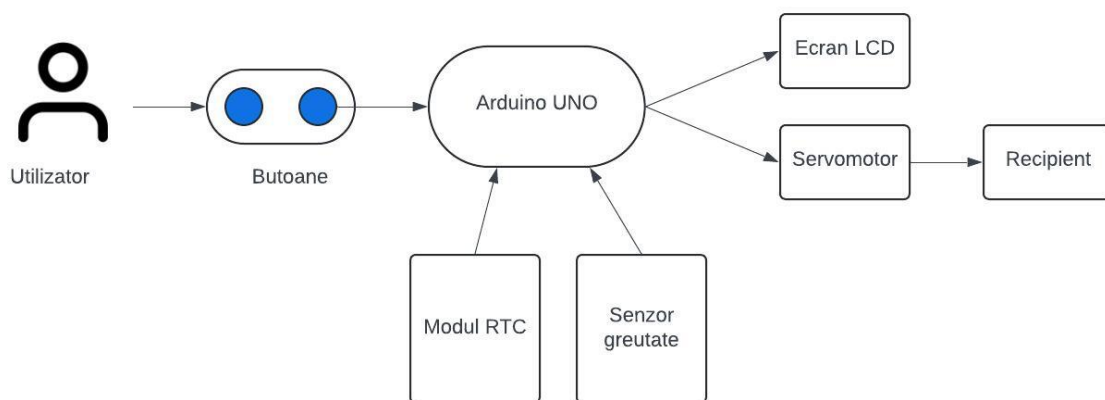 Utilizator
Butoane
Arduino UNO
Ecran LCD
Servomotor
Recipient
Modul RTC
Senzor
greutate